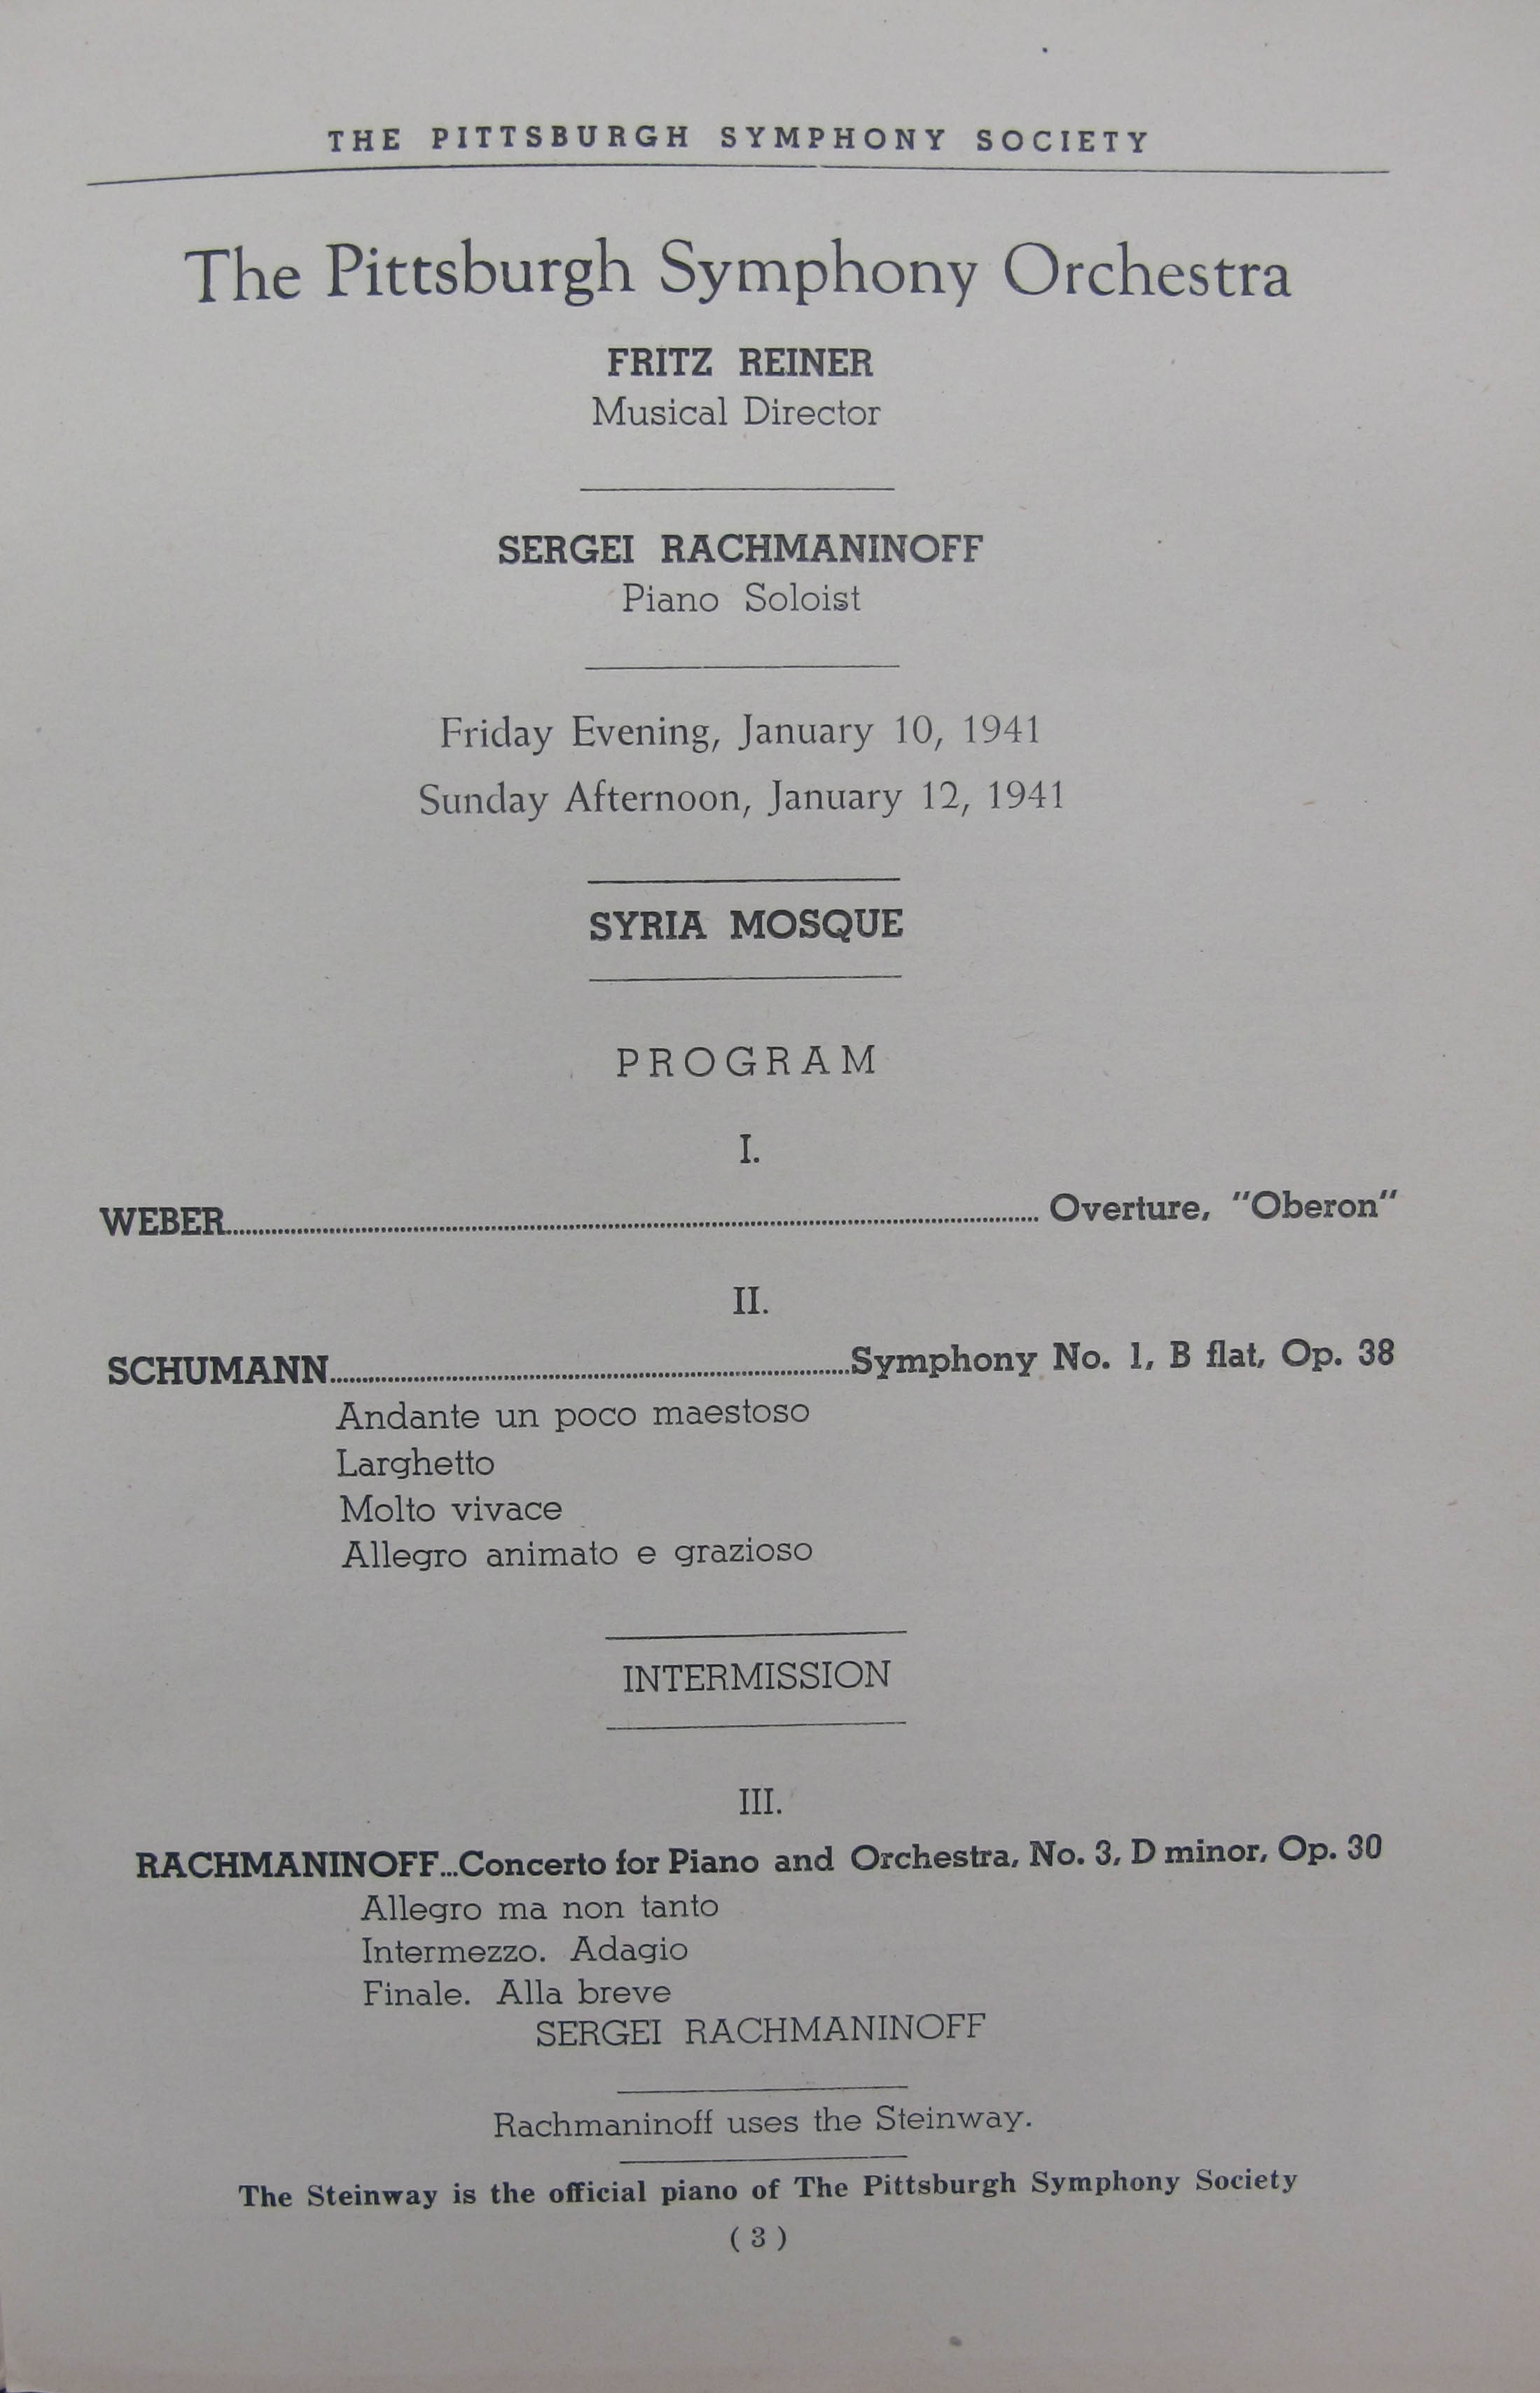 THE PITTSBURGH SYMPHONY SOCIETY
The Pittsburgh Symphony Orchestra
FRITZ REINER
Musical Director
SERGEI RACHMANINOFF
Piano Soloist
Friday Evening, January 10, 1941
Sunday Afternoon, January 12, 1941
SYRIA MOSQUE
PROGRAM
I.
WEBER........................................ Overture, "Oberon"
II.
SCHUMANN........................................Symphony No. 1, B flat, Op. 38
Andante un poco maestoso
Larghetto
Molto vivace
Allegro animato e grazioso
INTERMISSION
III.
RACHMANINOFF...Concerto for Piano and Orchestra, No. 3, D minor, Op. 30
Allegro ma non tanto
Intermezzo. Adagio
Finale. Alla breve
SERGEI RACHMANINOFF
Rachmaninoff uses the Steinway.
The Steinway is the official piano of The Pittsburgh Symphony Society
( 3 )